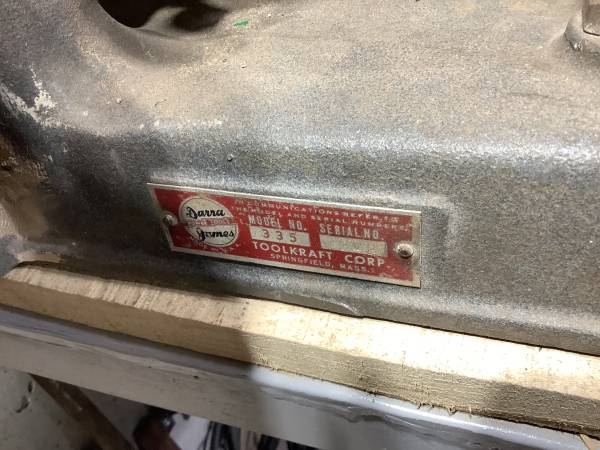 Darra
James
IN COMMUNICATIONS REFER TO
THE MODEL AND SERIAL NUMBERS
MODEL NO. SERIAL NO.
335
TOOLKRAFT CORP
SPRINGFIELD, MASS.